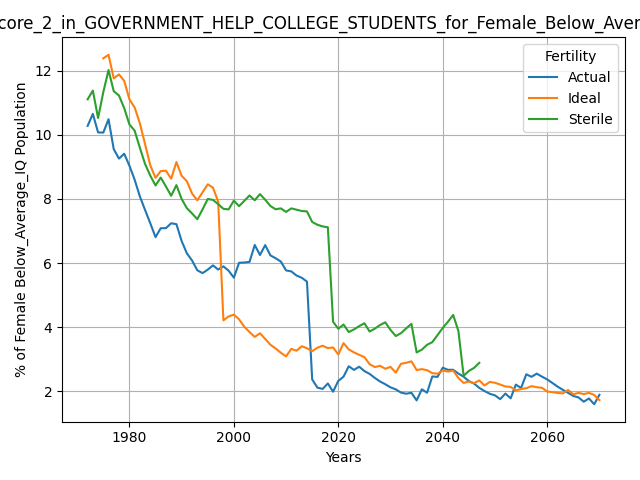 core_2_in_GOVERNMENT_HELP_COLLEGE_STUDENTS_for_Female_Below_Aver
Fertility
Actual
Ideal
Sterile
% of Female Below_Average_IQ Population
12
10
8
6
4
2
1980
2000
2020
2040
2060
Years